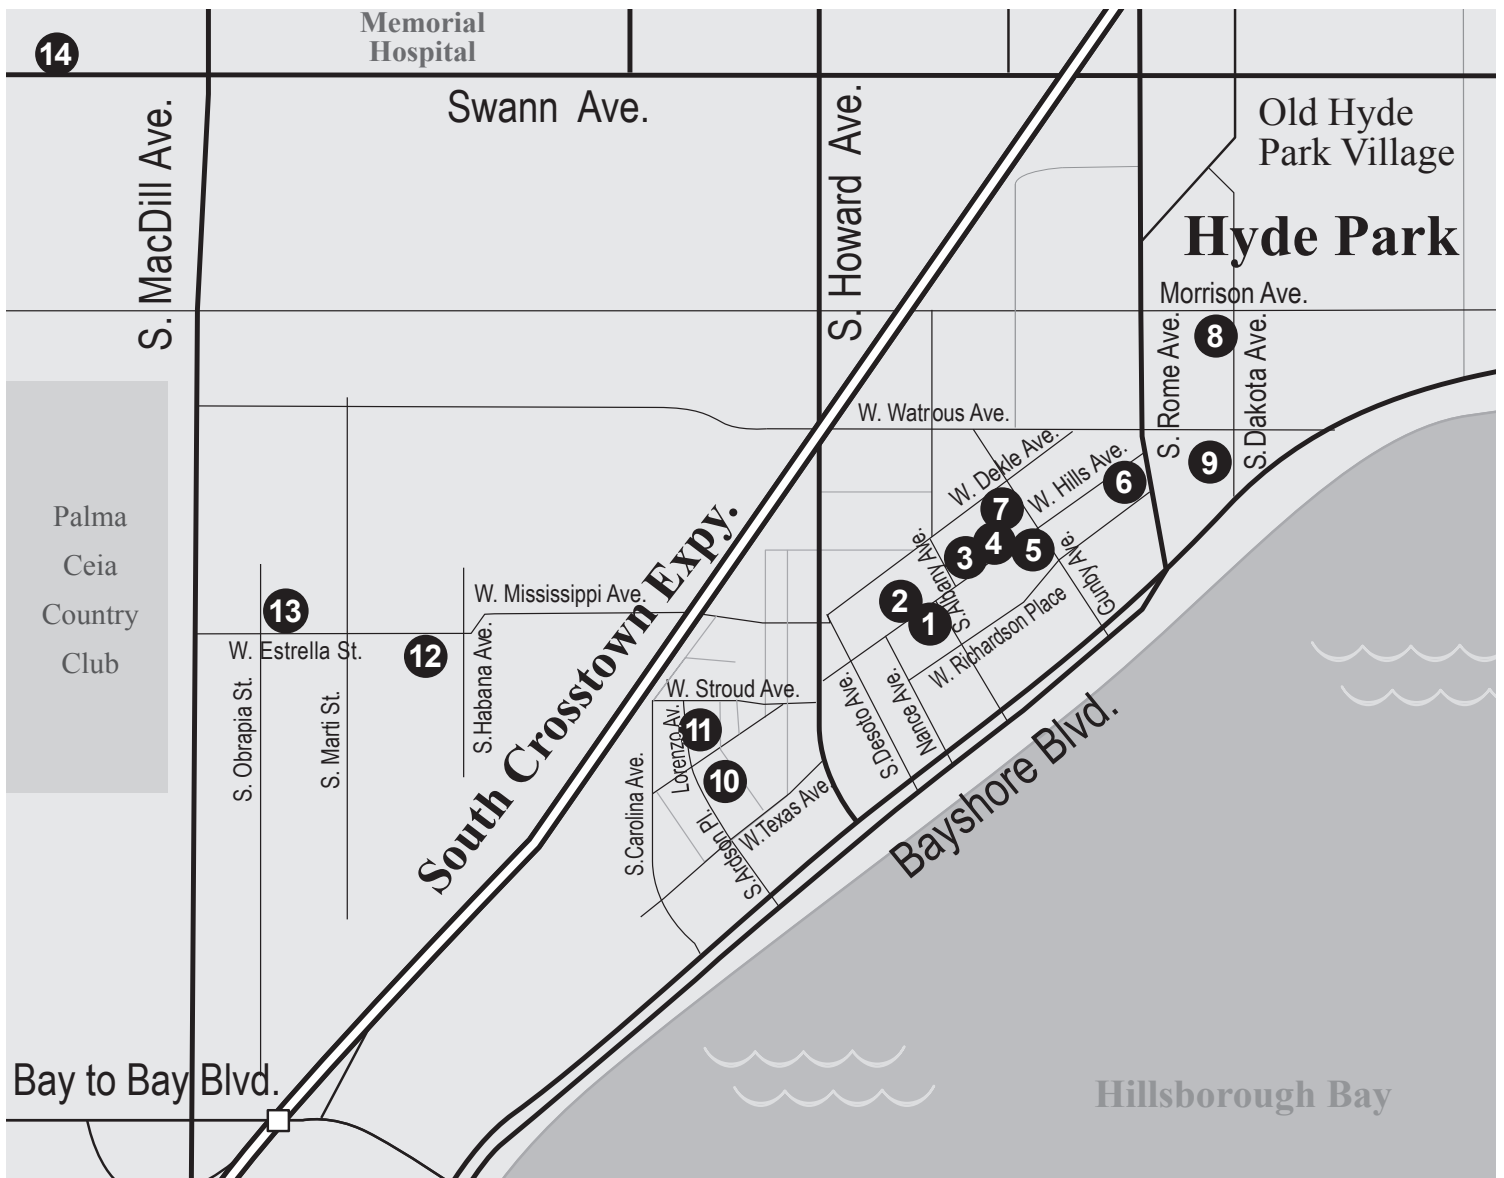 Memorial
Hospital
14
Swann Ave.
S. MacDill Ave.
S. Howard Ave.
Old Hyde
Park Village
Hyde Park
Morrison Ave.
8
S. Rome Ave.
S. Dakota Ave.
W. Watrous Ave.
9
W. Dekle Ave.
W. Hills Ave.
6
7
4
5
3
S. Albany Ave.
Gunby Ave.
2
1
W. Richardson Place
Palma
Ceia
Country
Club
South Crosstown Expy.
W. Mississippi Ave.
13
W. Estrella St.
12
S. Habana Ave.
S. Obrapia St.
S. Marti St.
W. Stroud Ave.
Lorenzo Av.
11
10
S. Carolina Ave.
S. Ardson Pl.
W. Texas Ave.
S. Desoto Ave.
Nance Ave.
Bayshore Blvd.
Bay to Bay Blvd.
Hillsborough Bay